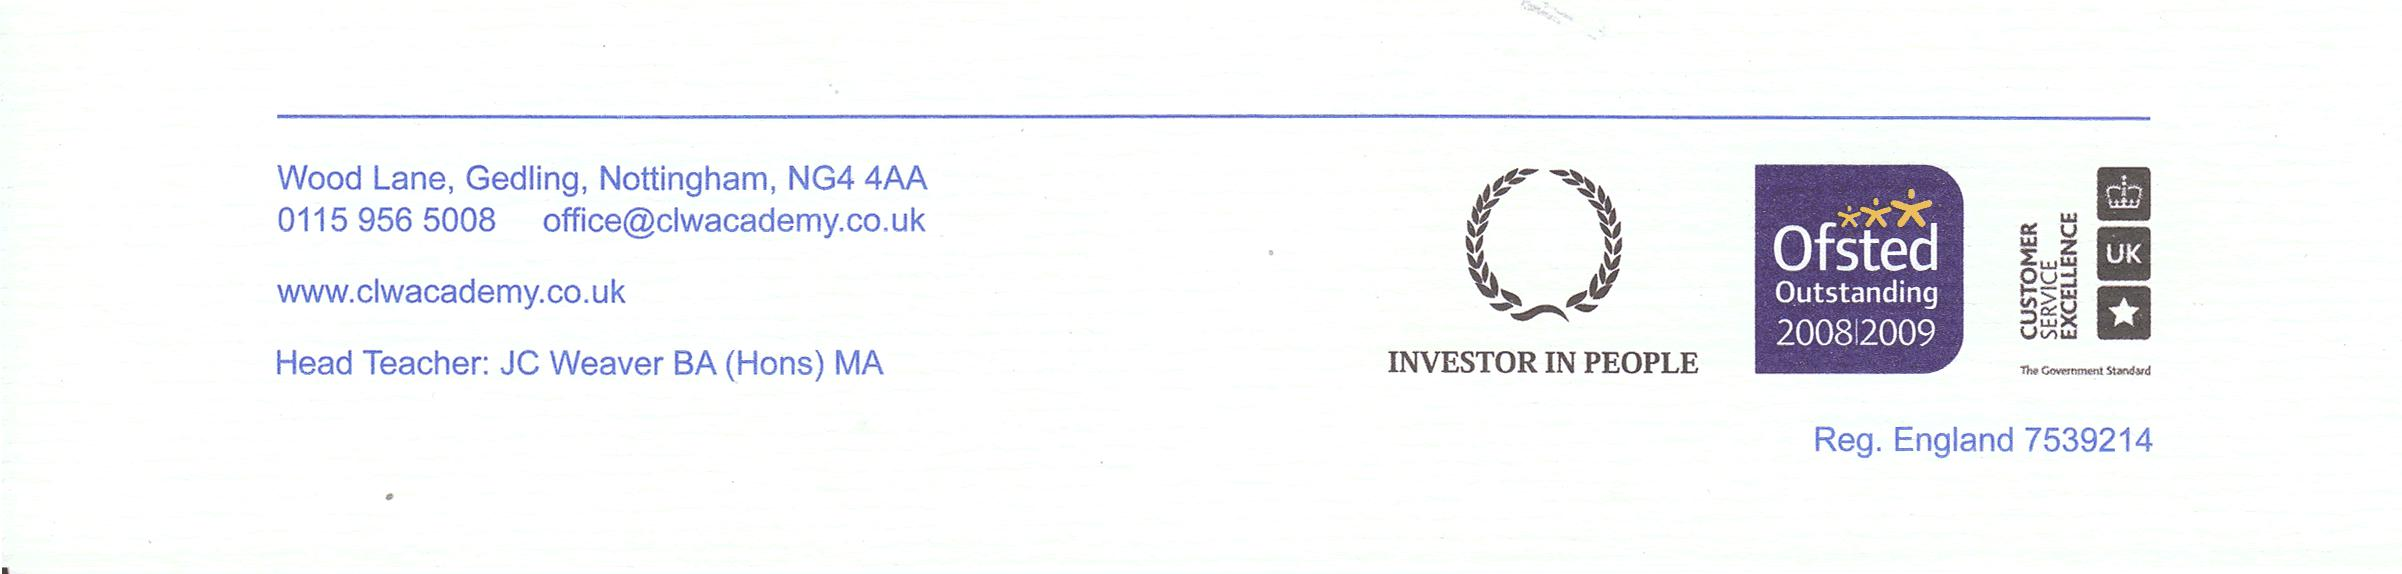 Wood Lane, Gedling, Nottingham, NG4 4AA
0115 956 5008 office@clwacademy.co.uk
www.clwacademy.co.uk
Head Teacher: JC Weaver BA (Hons) MA
INVESTOR IN PEOPLE
Ofsted
Outstanding
2008|2009
CUSTOMER
SERVICE
EXCELLENCE
UK
The Government Standard
Reg. England 7539214